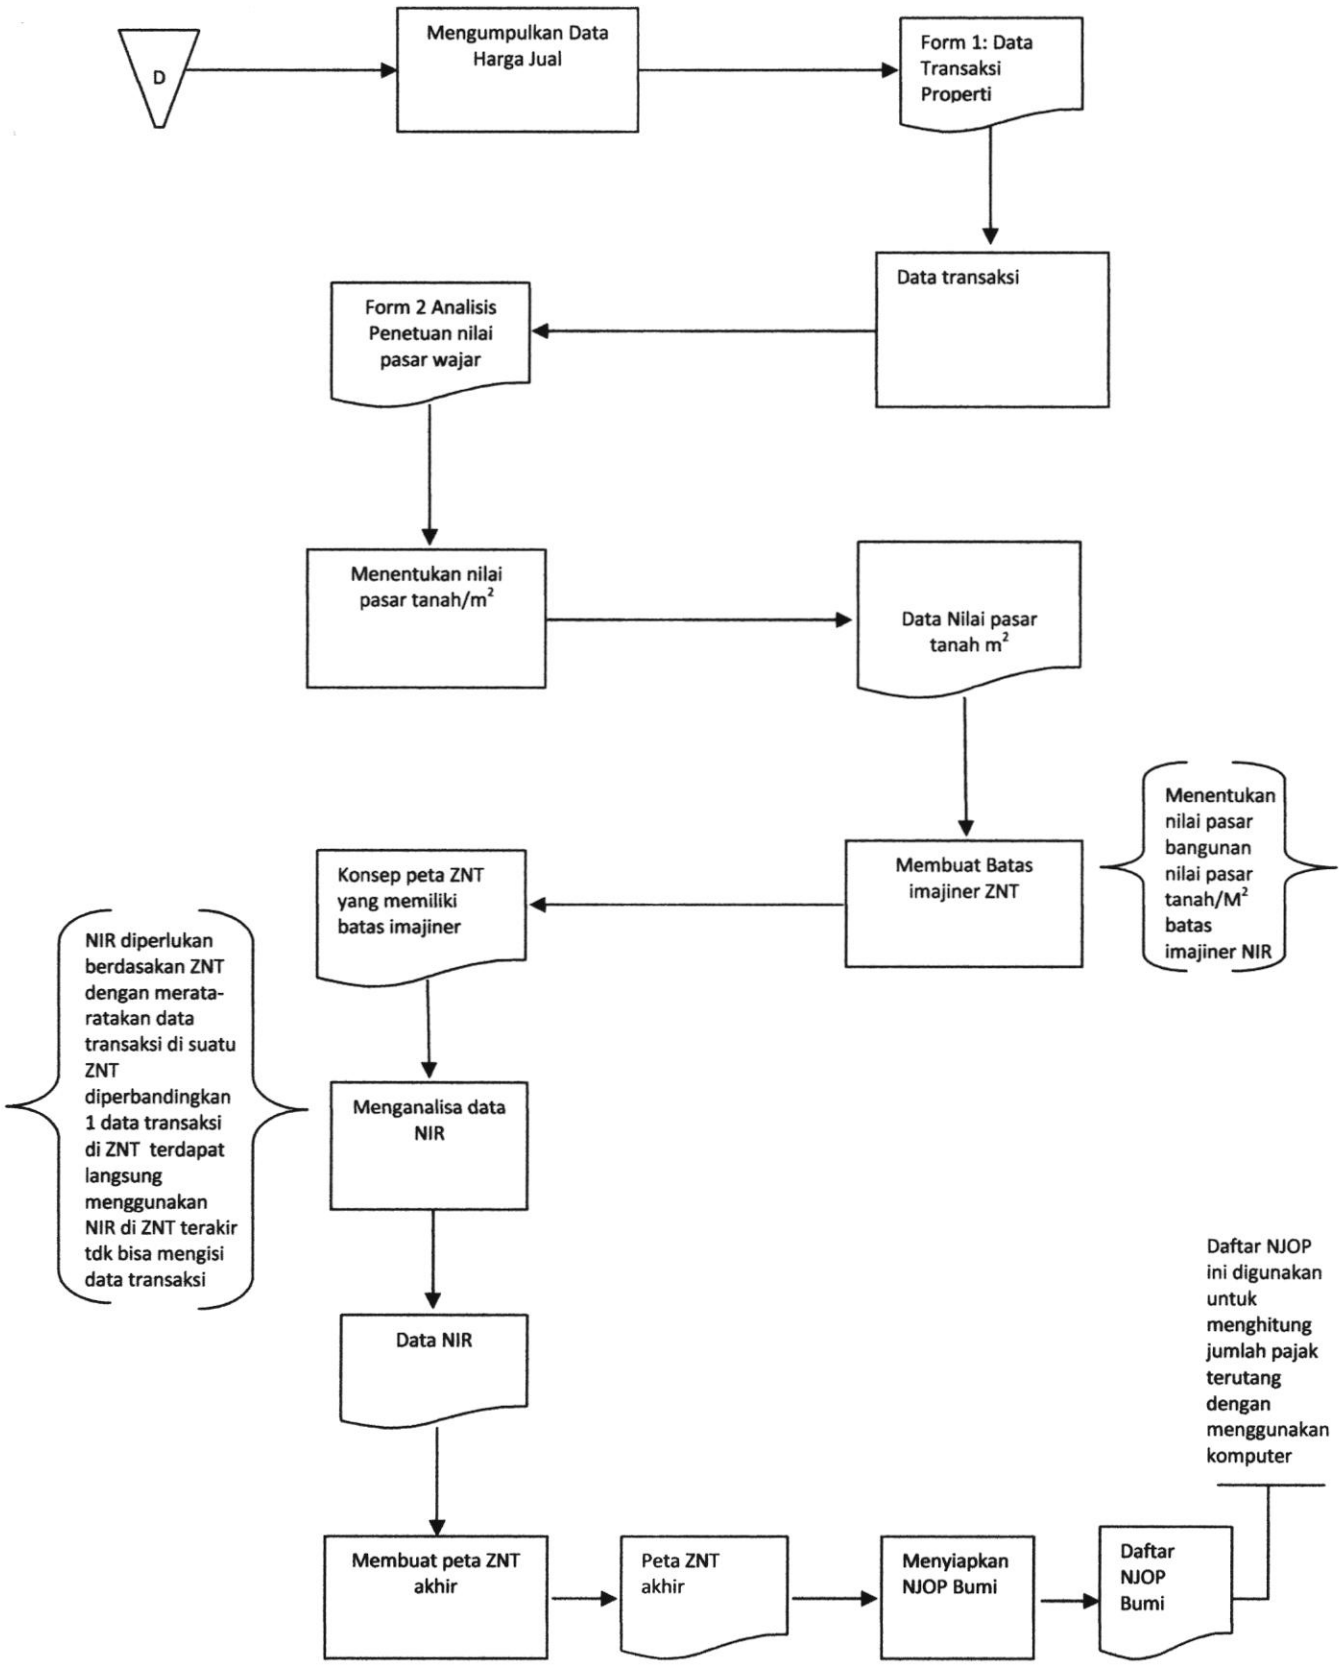 D
Mengumpulkan Data
Harga Jual
Form 1: Data
Transaksi
Properti
Data transaksi
Form 2 Analisis
Penetuan nilai
pasar wajar
Menentukan nilai
pasar tanah/m²
Data Nilai pasar
tanah m²
Menentukan
nilai pasar
bangunan
nilai pasar
tanah/M²
batas
imajiner NIR
Membuat Batas
imajiner ZNT
Konsep peta ZNT
yang memiliki
batas imajiner
NIR diperlukan
berdasakan ZNT
dengan merata-
ratakan data
transaksi di suatu
ZNT
diperbandingkan
1 data transaksi
di ZNT terdapat
langsung
menggunakan
NIR di ZNT terakir
tdk bisa mengisi
data transaksi
Menganalisa data
NIR
Data NIR
Daftar NJOP
ini digunakan
untuk
menghitung
jumlah pajak
terutang
dengan
menggunakan
komputer
Membuat peta ZNT
akhir
Peta ZNT
akhir
Menyiapkan
NJOP Bumi
Daftar
NJOP
Bumi